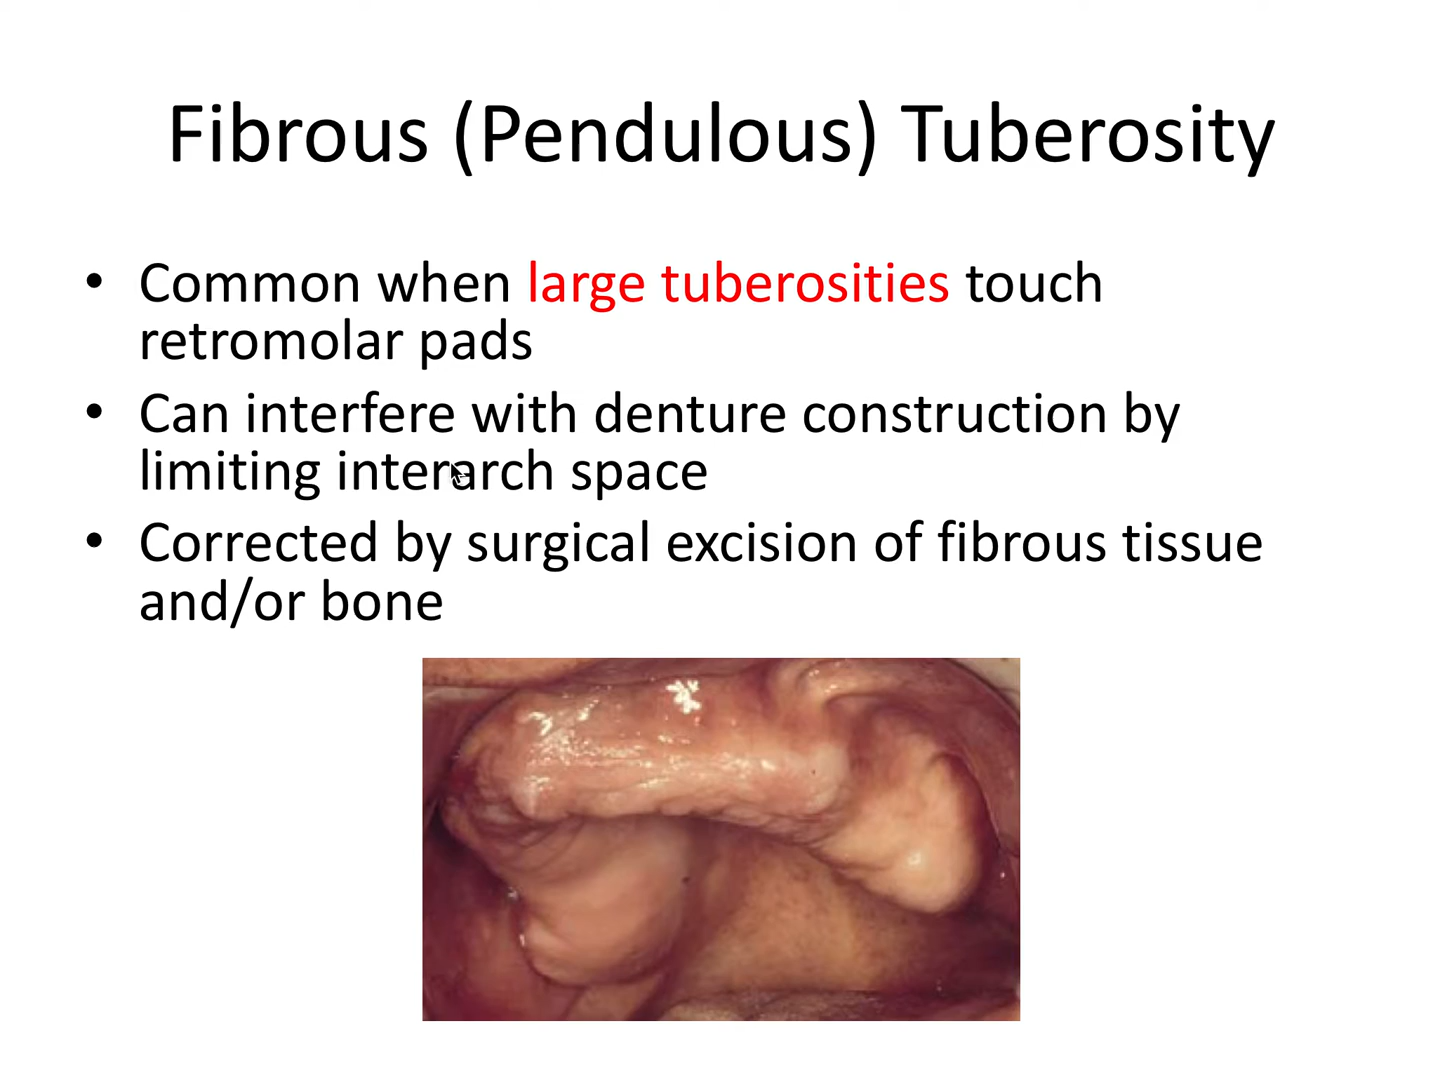 Fibrous (Pendulous) Tuberosity
• Common when large tuberosities touch
retromolar pads
• Can interfere with denture construction by
limiting interarch space
• Corrected by surgical excision of fibrous tissue
and/or bone